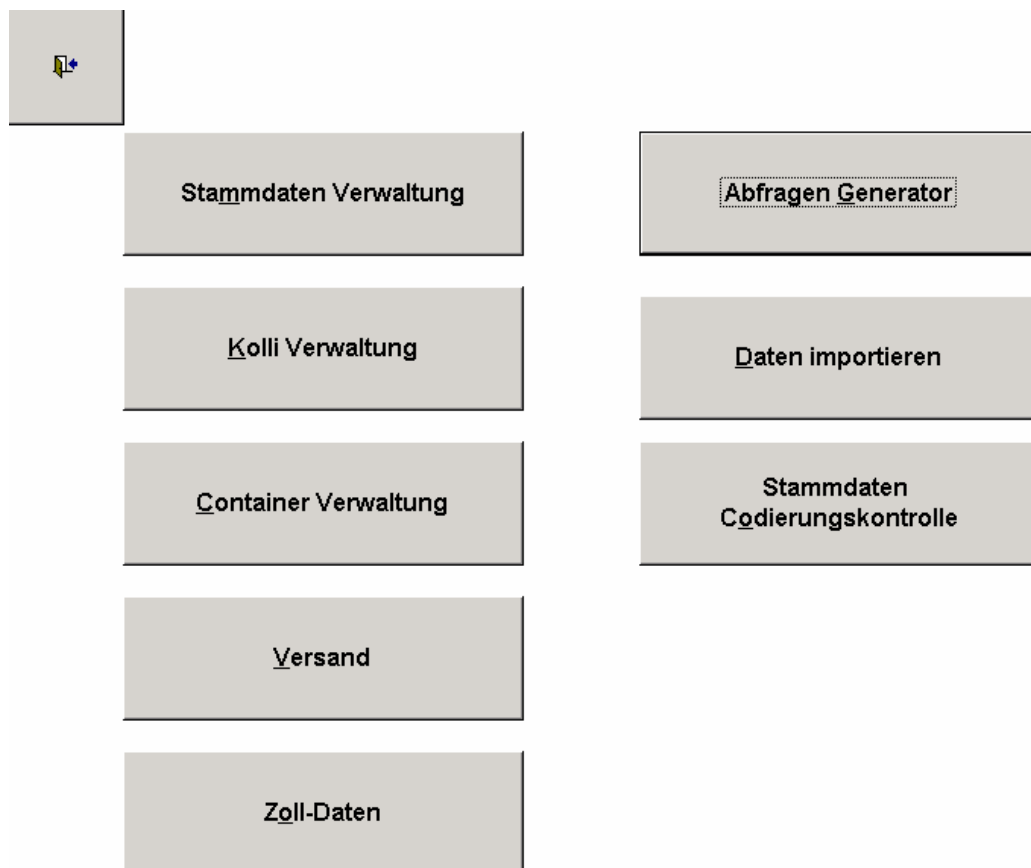 Stammdaten Verwaltung
Kolli Verwaltung
Container Verwaltung
Versand
Zoll-Daten
Abfragen Generator
Daten importieren
Stammdaten
Codierungskontrolle